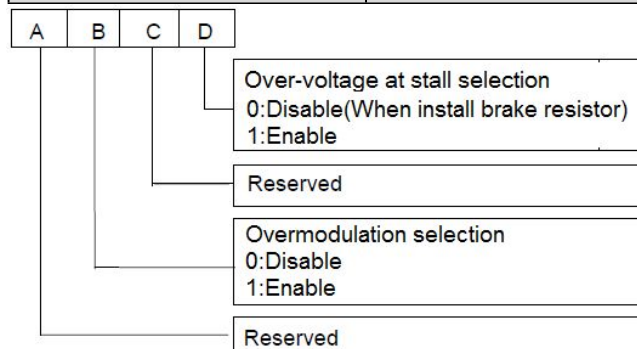 A B C D
Over-voltage at stall selection
0:Disable(When install brake resistor)
1:Enable
Reserved
Overmodulation selection
0:Disable
1:Enable
Reserved